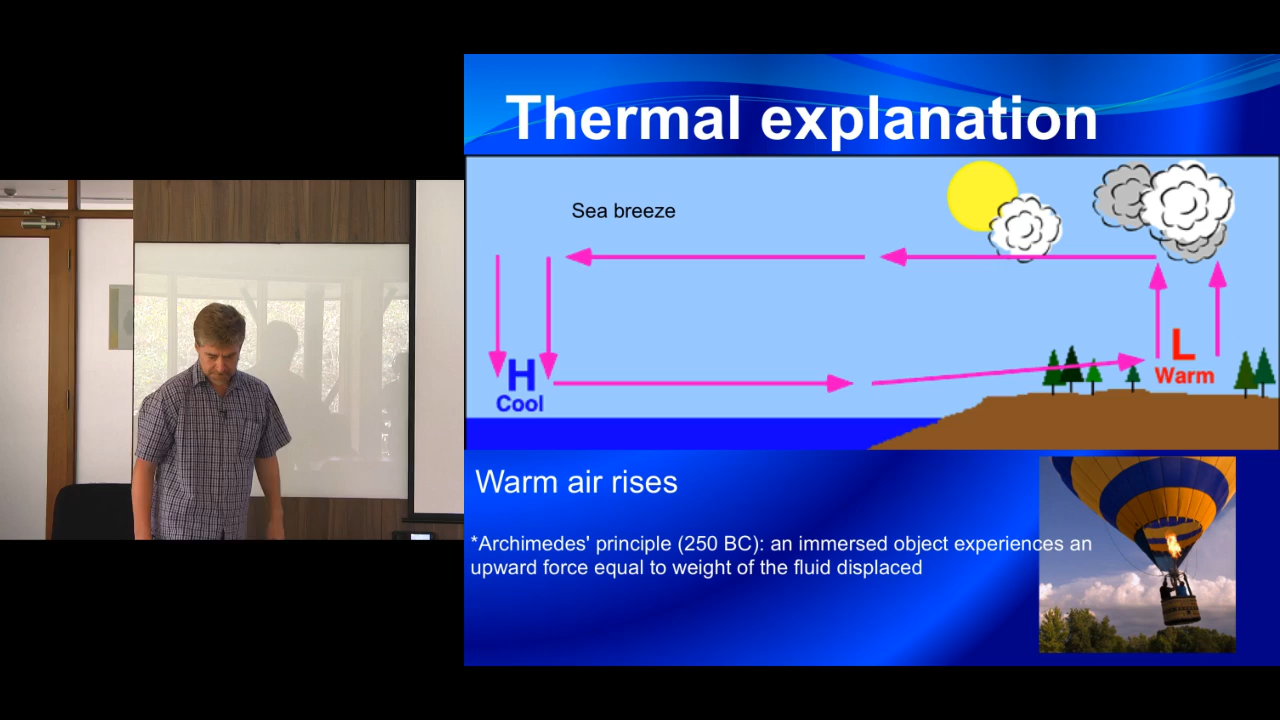 Thermal explanation
Sea breeze
H
Cool
L
Warm
Warm air rises
*Archimedes' principle (250 BC): an immersed object experiences an
upward force equal to weight of the fluid displaced